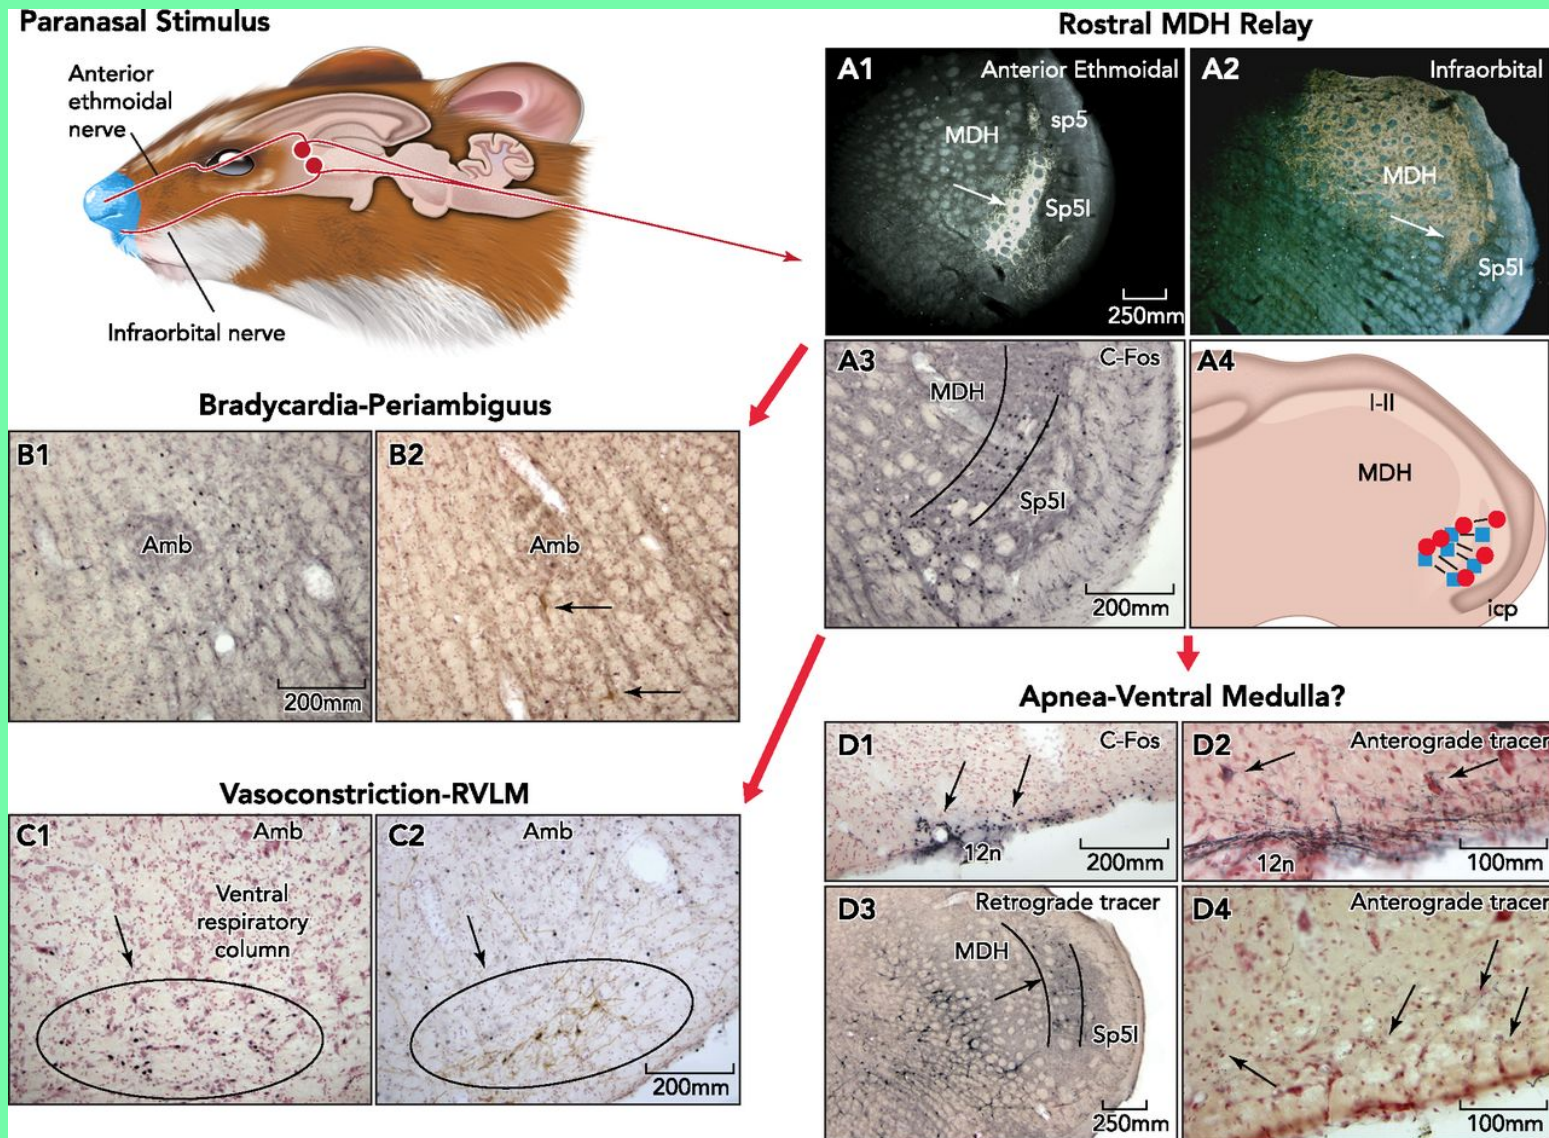 Paranasal Stimulus
Anterior
ethmoidal
nerve
Infraorbital nerve
Rostral MDH Relay
A1
Anterior Ethmoidal
MDH
sp5
Sp5I
250mm
A2
Infraorbital
MDH
Sp5I
A3
C-Fos
MDH
Sp5I
200mm
A4
I-II
MDH
icp
Bradycardia-Periambiguus
B1
Amb
200mm
B2
Amb
Vasoconstriction-RVLM
C1
Amb
Ventral
respiratory
column
C2
Amb
200mm
Apnea-Ventral Medulla?
D1
C-Fos
12n
200mm
D2
Anterograde tracer
12n
100mm
D3
Retrograde tracer
MDH
Sp5I
250mm
D4
Anterograde tracer
100mm